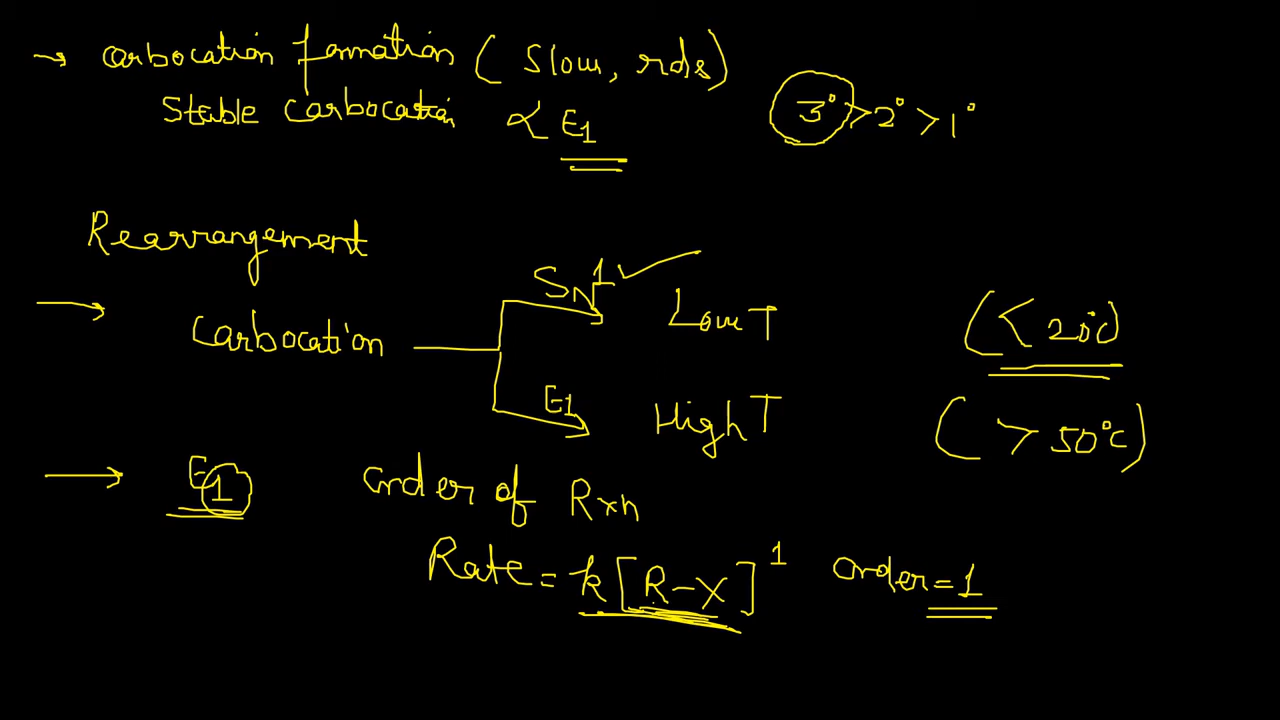 → Carbocation formation (Slow, rds)
Stable Carbocation ∝ E1
3° > 2° > 1°
Rearrangement
→ Carbocation
SN1 ✓ Low T (< 20°C)
E1 High T (> 50°C)
→ E1 Order of Rxn
Rate = k[R-X]^1 Order = 1